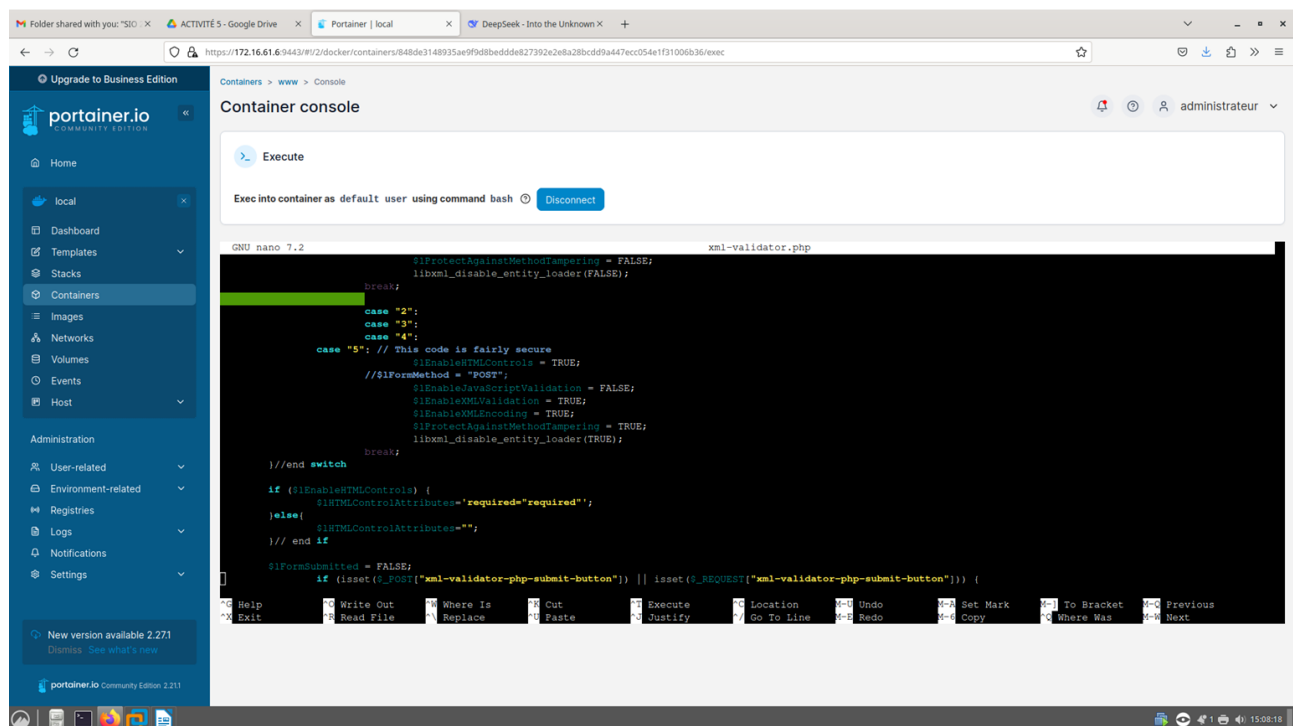 Folder shared with you: "SIO
ACTIVITÉ 5 - Google Drive
Portainer | local
DeepSeek - Into the Unknown
https://172.16.61.6:9443/#!/2/docker/containers/848de3148935ae9f9d8beddde827392e2e8a28bcdd9a447ecc054e1f31006b36/exec
Upgrade to Business Edition
portainer.io
COMMUNITY EDITION
Home
local
Dashboard
Templates
Stacks
Containers
Images
Networks
Volumes
Events
Host
Administration
User-related
Environment-related
Registries
Logs
Notifications
Settings
New version available 2.27.1
Dismiss See what's new
portainer.io Community Edition 2.21.1
Containers > www > Console
Container console
administrateur
Execute
Exec into container as default user using command bash
Disconnect
GNU nano 7.2 xml-validator.php
$lProtectAgainstMethodTampering = FALSE;
libxml_disable_entity_loader(FALSE);
break;
case "2":
case "3":
case "4":
case "5": // This code is fairly secure
$lEnableHTMLControls = TRUE;
//$lFormMethod = "POST";
$lEnableJavaScriptValidation = FALSE;
$lEnableXMLValidation = TRUE;
$lEnableXMLEncoding = TRUE;
$lProtectAgainstMethodTampering = TRUE;
libxml_disable_entity_loader(TRUE);
break;
}//end switch
if ($lEnableHTMLControls) {
$lHTMLControlAttributes='required="required"';
}else{
$lHTMLControlAttributes="";
}// end if
$lFormSubmitted = FALSE;
if (isset($_POST["xml-validator-php-submit-button"]) || isset($_REQUEST["xml-validator-php-submit-button"])) {
^G Help ^O Write Out ^W Where Is ^K Cut ^T Execute ^C Location M-U Undo M-A Set Mark M-] To Bracket M-Q Previous
^X Exit ^R Read File ^\ Replace ^U Paste ^J Justify ^/ Go To Line M-E Redo M-6 Copy ^Q Where Was M-W Next
15:08:18